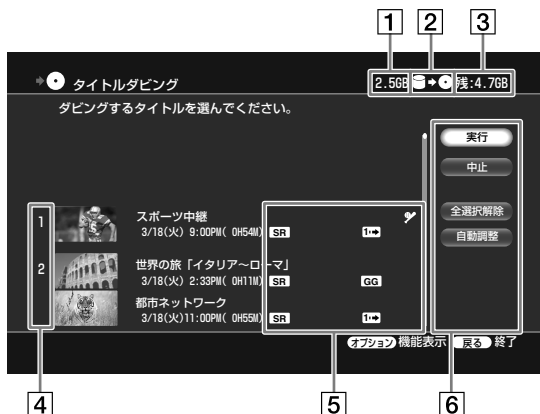 1 2 3
タイトルダビング 2.5GB 残:4.7GB
ダビングするタイトルを選んでください。
実行
中止
全選択解除
自動調整
1 スポーツ中継
3/18(火) 9:00PM( 0H54M) SR 1
2 世界の旅「イタリア～ローマ」
3/18(火) 2:33PM( 0H11M) SR GG
都市ネットワーク
3/18(火)11:00PM( 0H55M) SR 1
オプション 機能表示 戻る 終了
4 5 6